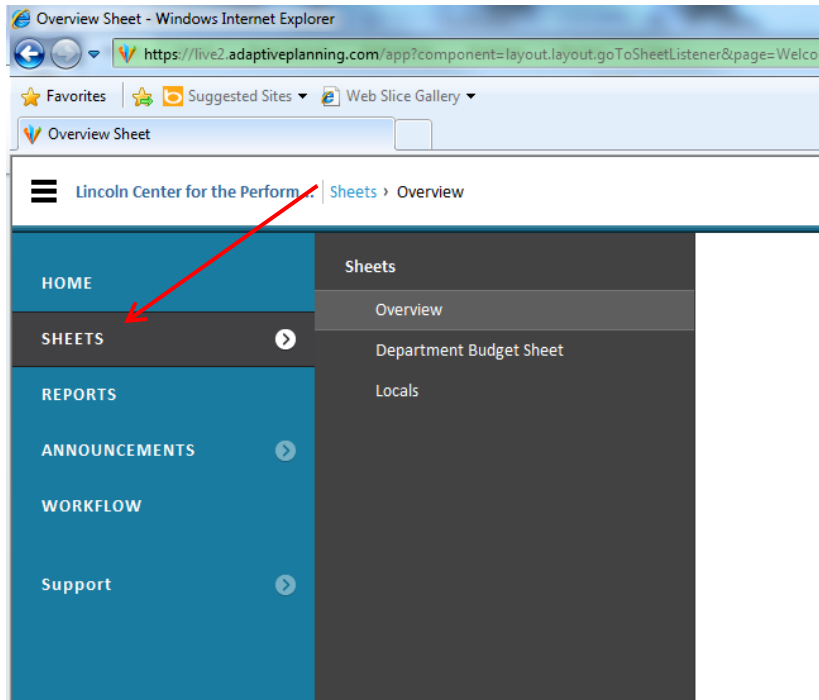 Overview Sheet - Windows Internet Explorer
https://live2.adaptiveplanning.com/app?component=layout.layout.goToSheetListener&page=Welco
Favorites Suggested Sites Web Slice Gallery
Overview Sheet
Lincoln Center for the Perform... Sheets › Overview
HOME
SHEETS
REPORTS
ANNOUNCEMENTS
WORKFLOW
Support
Sheets
Overview
Department Budget Sheet
Locals